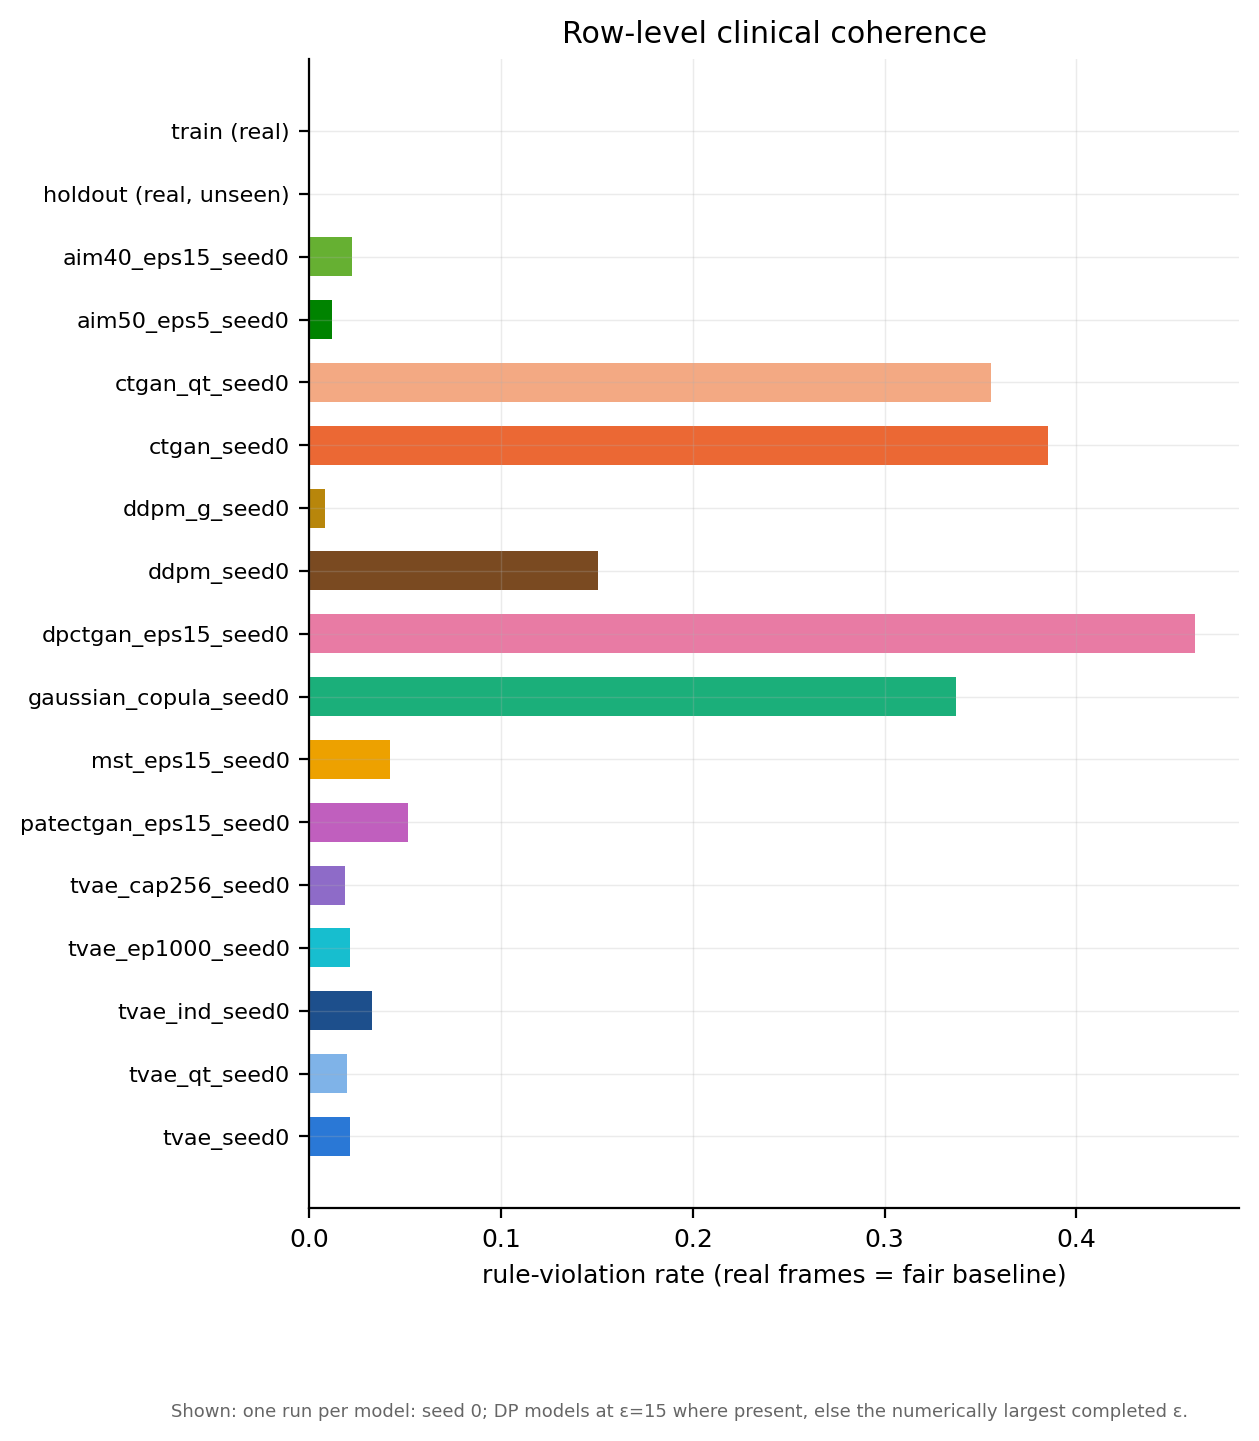 Row-level clinical coherence
train (real)
holdout (real, unseen)
aim40_eps15_seed0
aim50_eps5_seed0
ctgan_qt_seed0
ctgan_seed0
ddpm_g_seed0
ddpm_seed0
dpctgan_eps15_seed0
gaussian_copula_seed0
mst_eps15_seed0
patectgan_eps15_seed0
tvae_cap256_seed0
tvae_ep1000_seed0
tvae_ind_seed0
tvae_qt_seed0
tvae_seed0
0.0 0.1 0.2 0.3 0.4
rule-violation rate (real frames = fair baseline)
Shown: one run per model: seed 0; DP models at ε=15 where present, else the numerically largest completed ε.